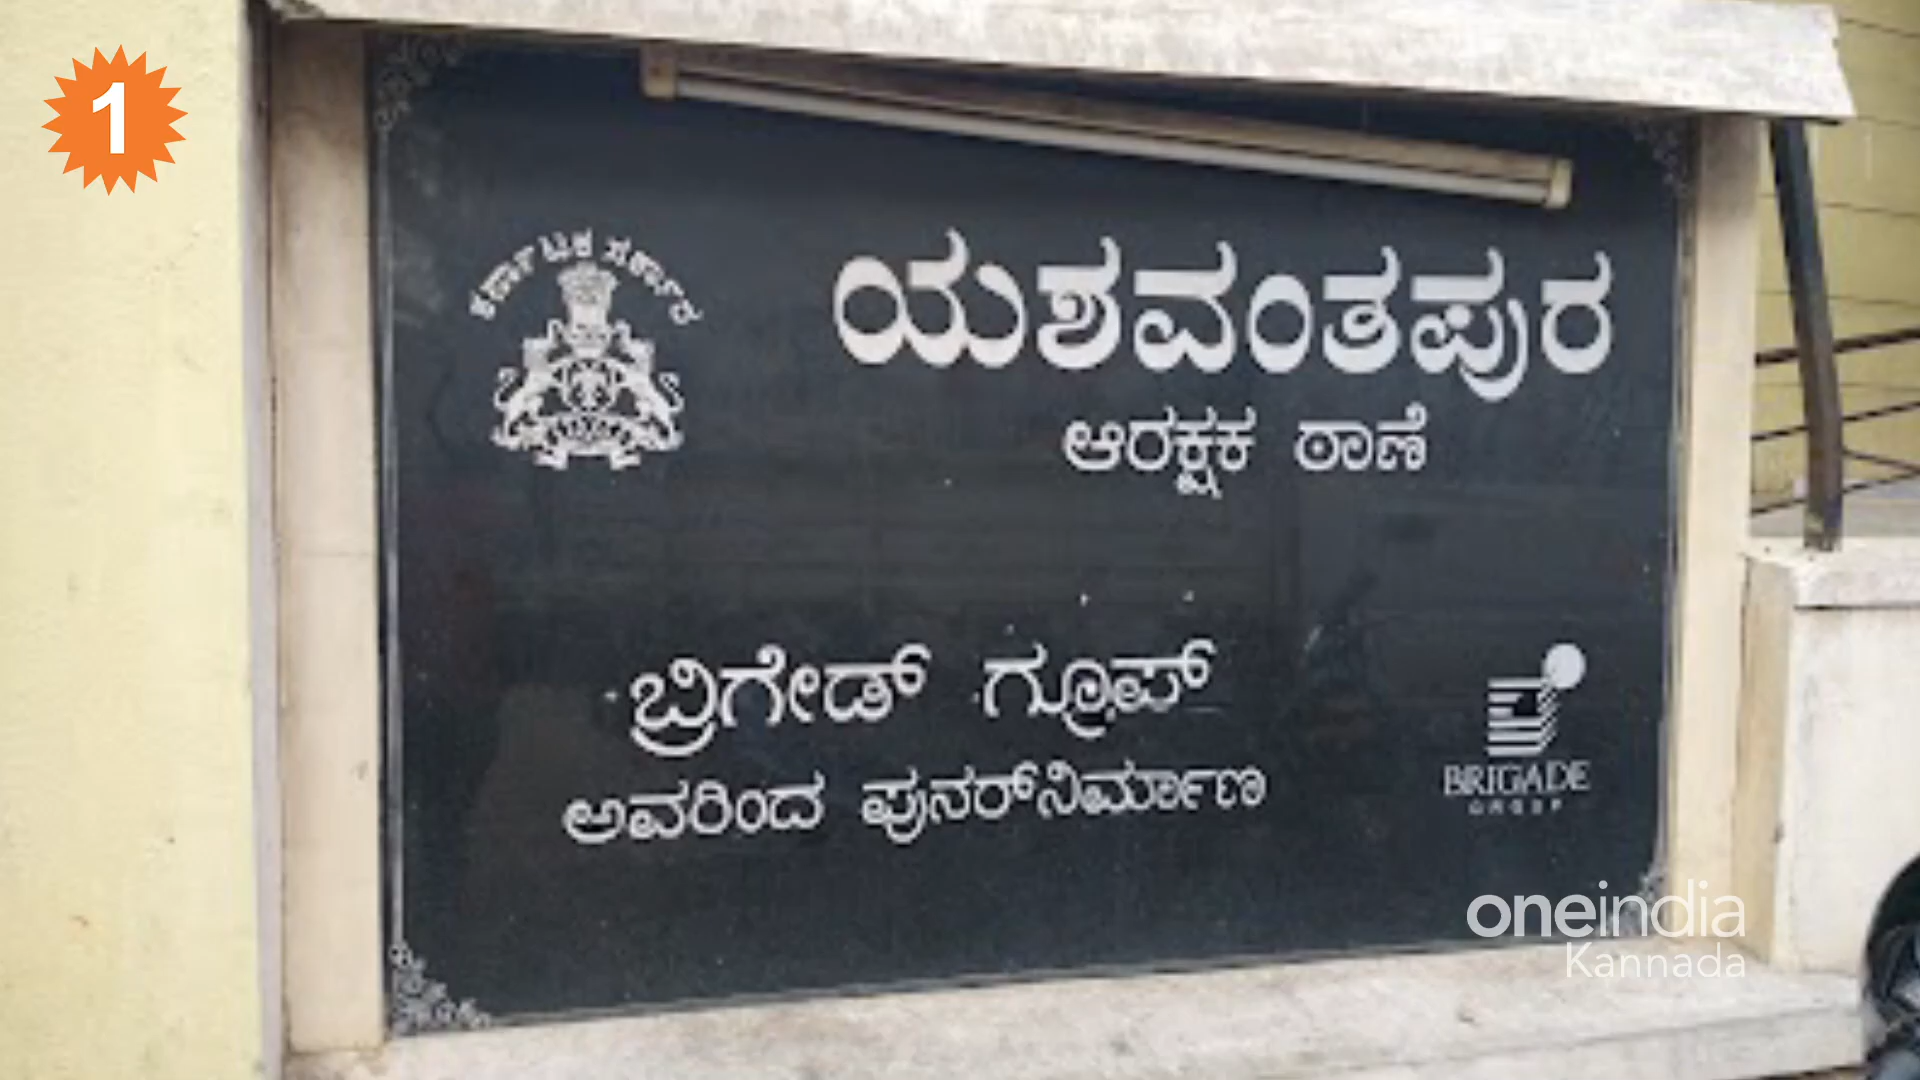 1
ಕರ್ನಾಟಕ ಸರ್ಕಾರ
ಯಶವಂತಪುರ
ಆರಕ್ಷಕ ಠಾಣೆ
ಬ್ರಿಗೇಡ್ ಗ್ರೂಪ್
ಅವರಿಂದ ಪುನರ್‌ನಿರ್ಮಾಣ
BRIGADE
GROUP
oneindia
Kannada